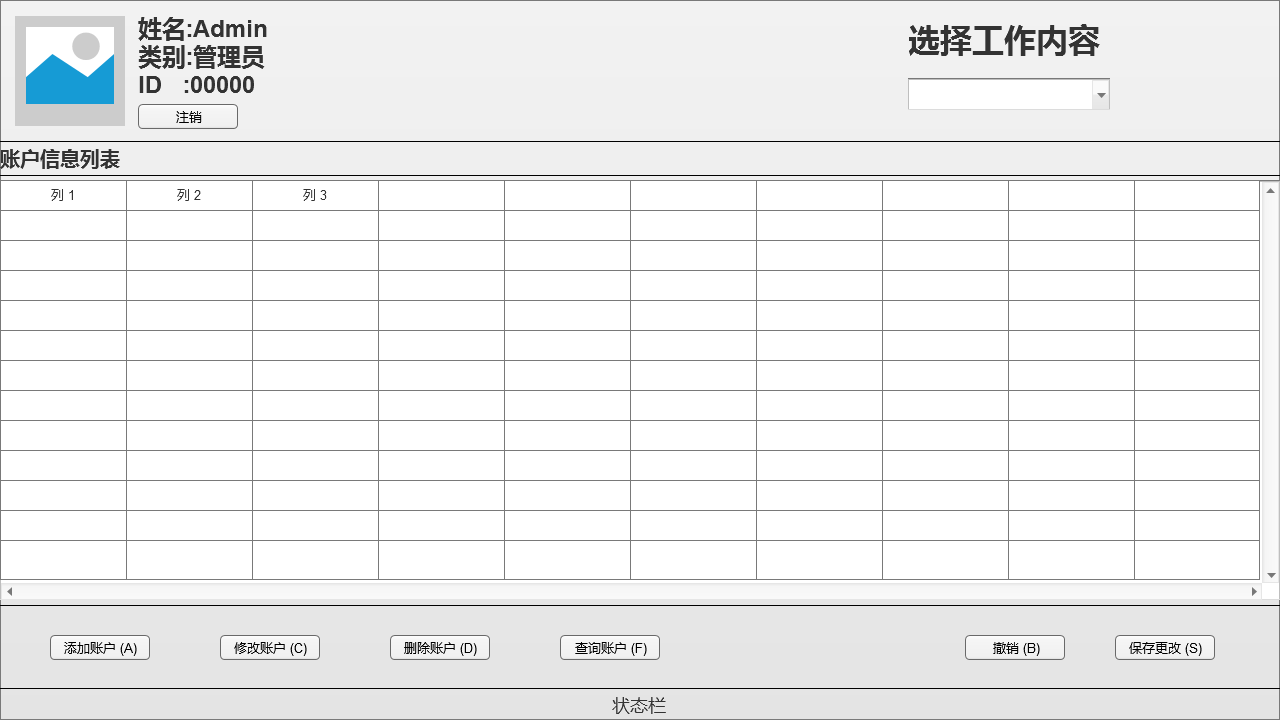 姓名:Admin
类别:管理员
ID :00000
注销
选择工作内容
账户信息列表
列 1 列 2 列 3
添加账户 (A) 修改账户 (C) 删除账户 (D) 查询账户 (F) 撤销 (B) 保存更改 (S)
状态栏